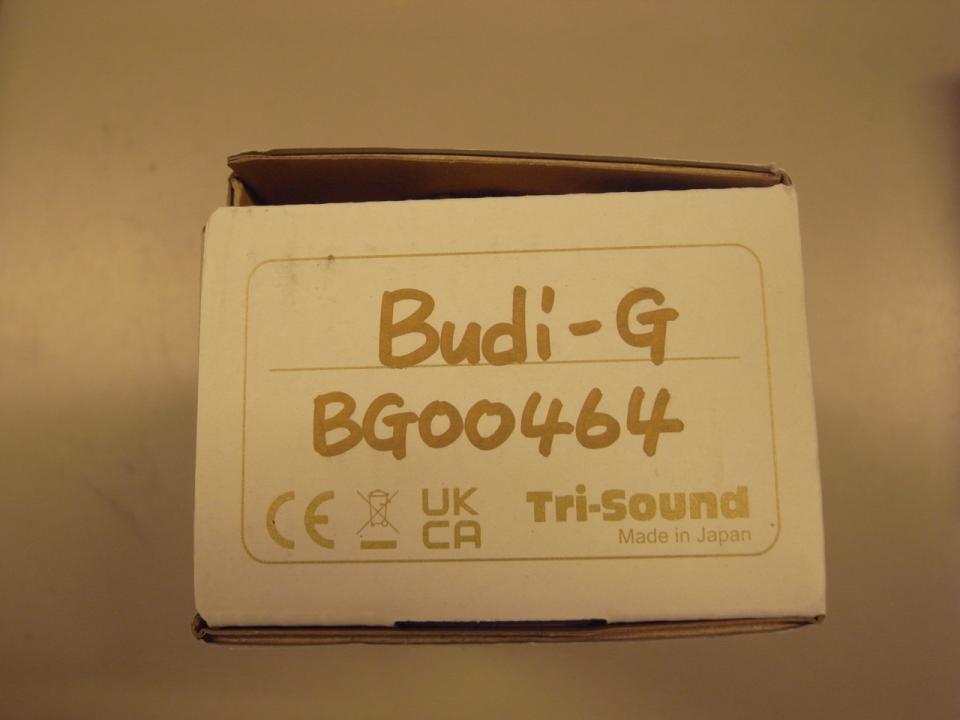 Budi-G
BG00464
CE
UK
CA
Tri-Sound
Made in Japan